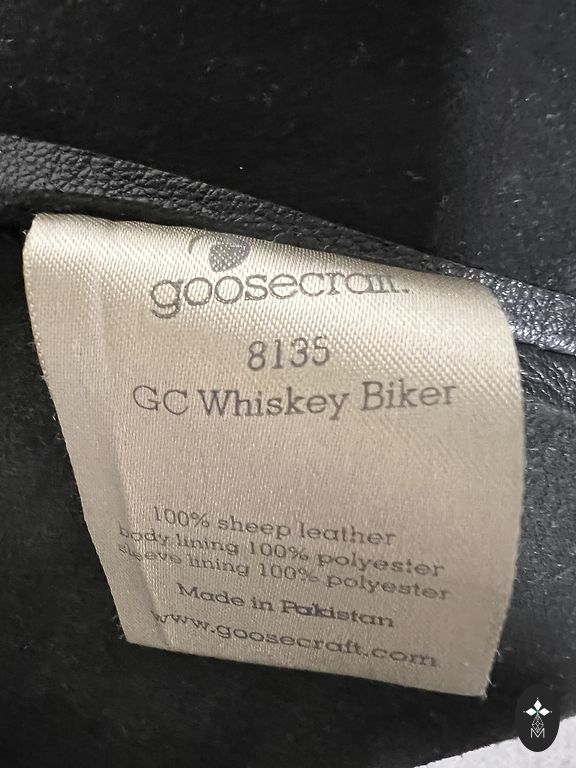 goosecraft.
8135
GC Whiskey Biker
100% sheep leather
body lining 100% polyester
sleeve lining 100% polyester
Made in Pakistan
www.goosecraft.com
M